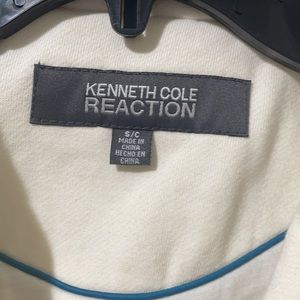 KENNETH COLE
REACTION
S/C
MADE IN
CHINA
HECHO EN
CHINA